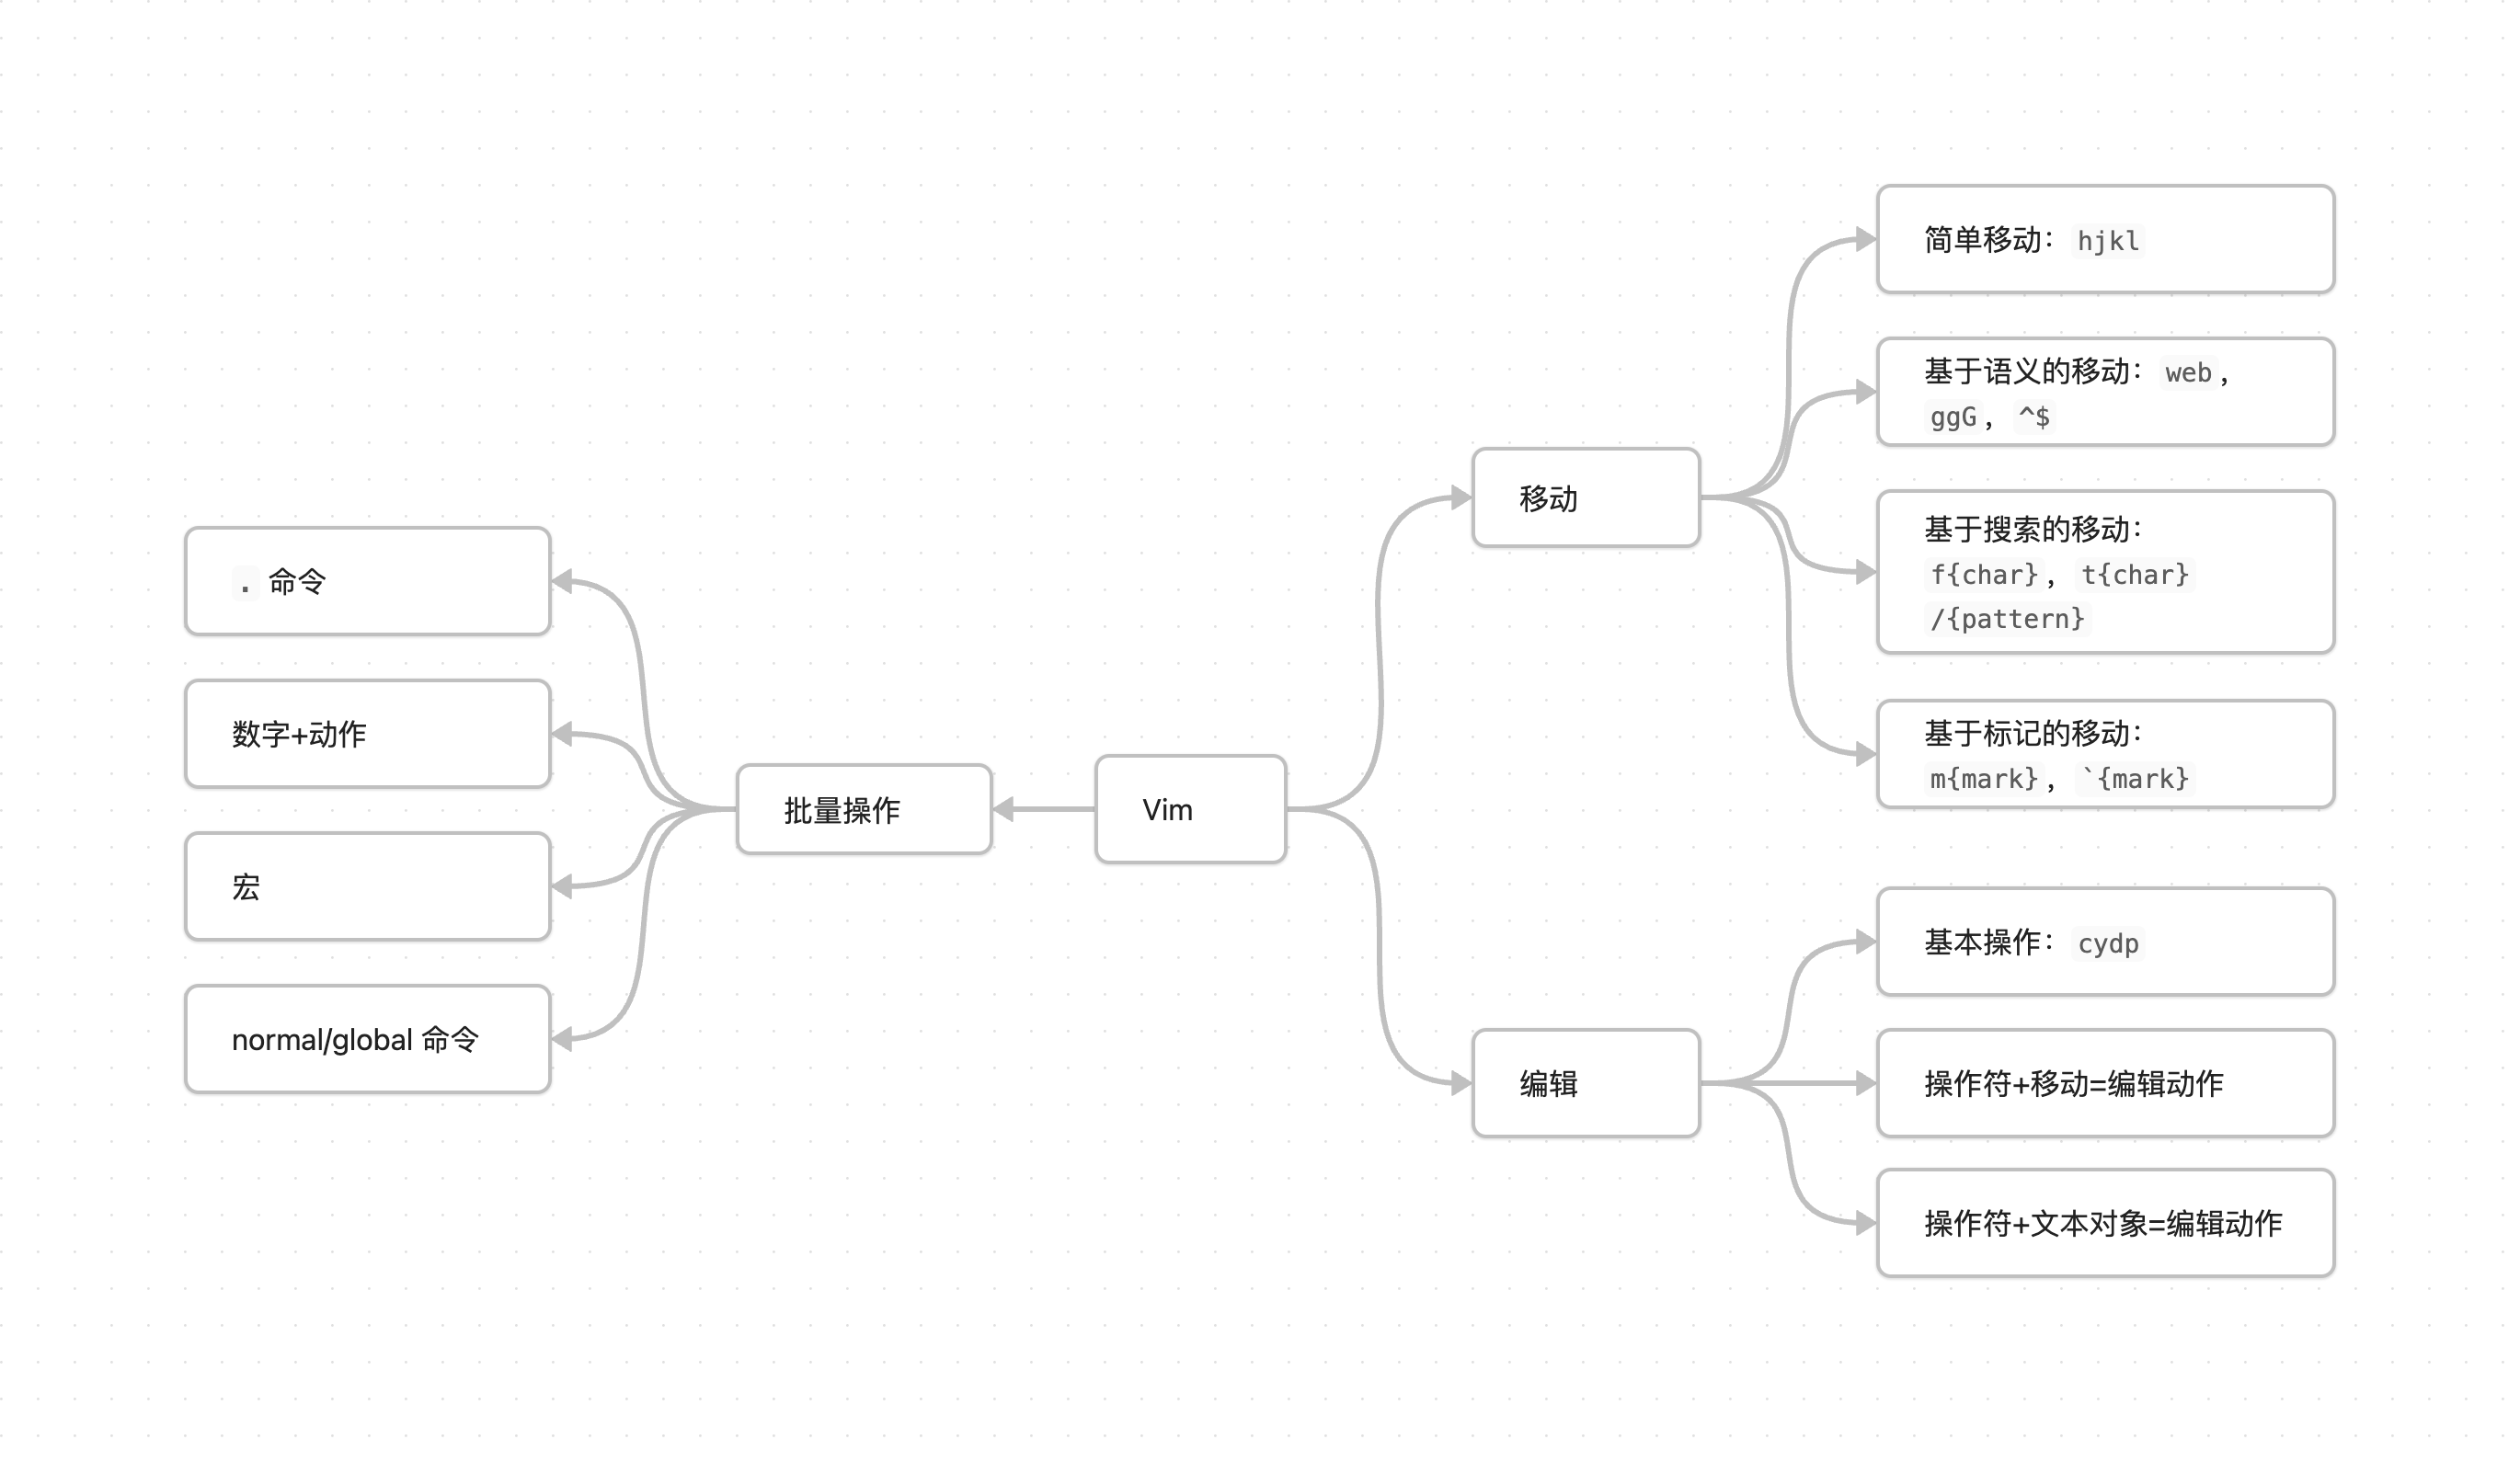 简单移动： hjkl
基于语义的移动： web，
ggG， ^$
移动
基于搜索的移动：
f{char}， t{char}
/{pattern}
基于标记的移动：
m{mark}， `{mark}
. 命令
数字+动作
批量操作
Vim
宏
normal/global 命令
基本操作： cydp
编辑
操作符+移动=编辑动作
操作符+文本对象=编辑动作